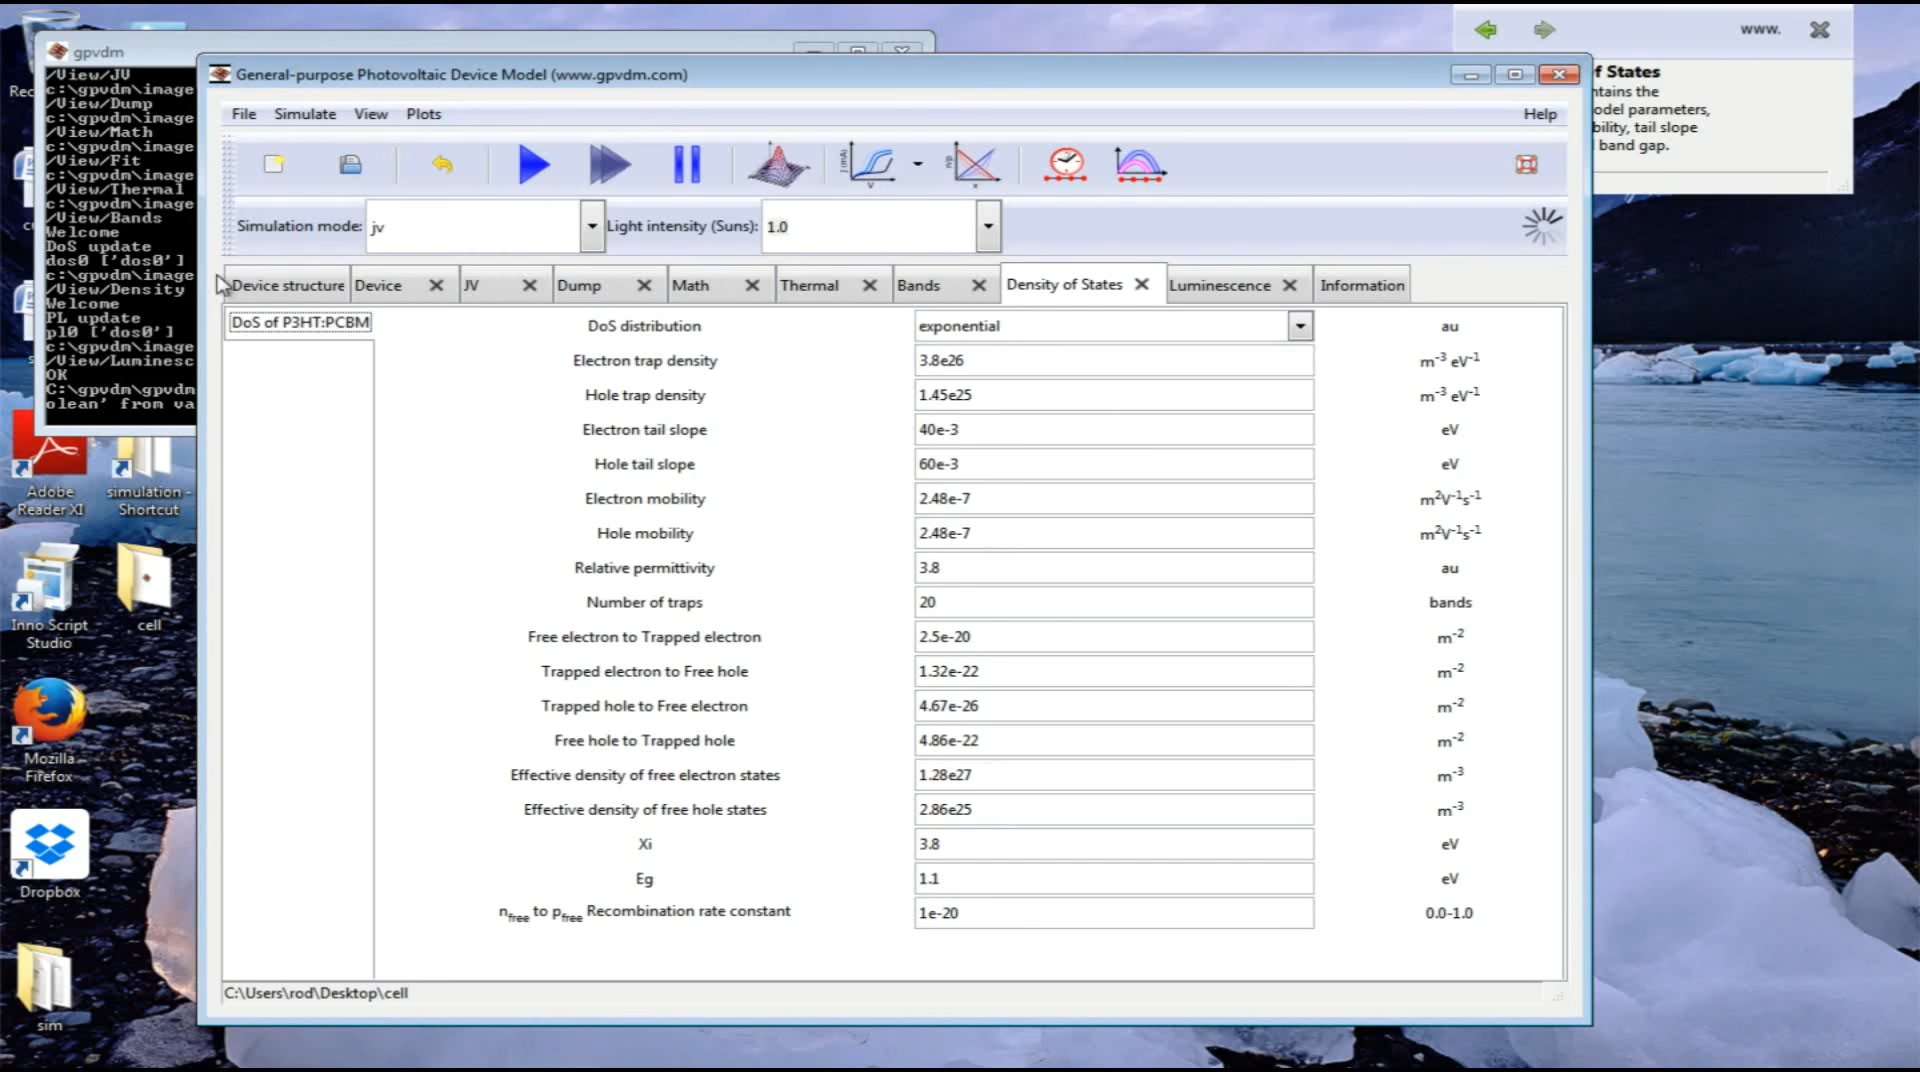 gpvdm
/View/JV
c:\gpvdm\image
/View/Dump
c:\gpvdm\image
/View/Math
c:\gpvdm\image
/View/Fit
c:\gpvdm\image
/View/Thermal
c:\gpvdm\image
/View/Bands
Welcome
DoS update
dos0 ['dos0']
c:\gpvdm\image
/View/Density
Welcome
PL update
pl0 ['dos0']
c:\gpvdm\image
/View/Luminesc
OK
C:\gpvdm\gpvdm
olean' from va
General-purpose Photovoltaic Device Model (www.gpvdm.com)
File Simulate View Plots Help
Simulation mode: jv Light intensity (Suns): 1.0
Device structure Device JV Dump Math Thermal Bands Density of States Luminescence Information
DoS of P3HT:PCBM
DoS distribution exponential au
Electron trap density 3.8e26 m⁻³ eV⁻¹
Hole trap density 1.45e25 m⁻³ eV⁻¹
Electron tail slope 40e-3 eV
Hole tail slope 60e-3 eV
Electron mobility 2.48e-7 m²V⁻¹s⁻¹
Hole mobility 2.48e-7 m²V⁻¹s⁻¹
Relative permittivity 3.8 au
Number of traps 20 bands
Free electron to Trapped electron 2.5e-20 m⁻²
Trapped electron to Free hole 1.32e-22 m⁻²
Trapped hole to Free electron 4.67e-26 m⁻²
Free hole to Trapped hole 4.86e-22 m⁻²
Effective density of free electron states 1.28e27 m⁻³
Effective density of free hole states 2.86e25 m⁻³
Xi 3.8 eV
Eg 1.1 eV
n_free to p_free Recombination rate constant 1e-20 0.0-1.0
C:\Users\rod\Desktop\cell
www.
f States
tains the
odel parameters,
bility, tail slope
band gap.
Adobe
Reader XI
simulation -
Shortcut
Inno Script
Studio
cell
Mozilla
Firefox
Dropbox
sim